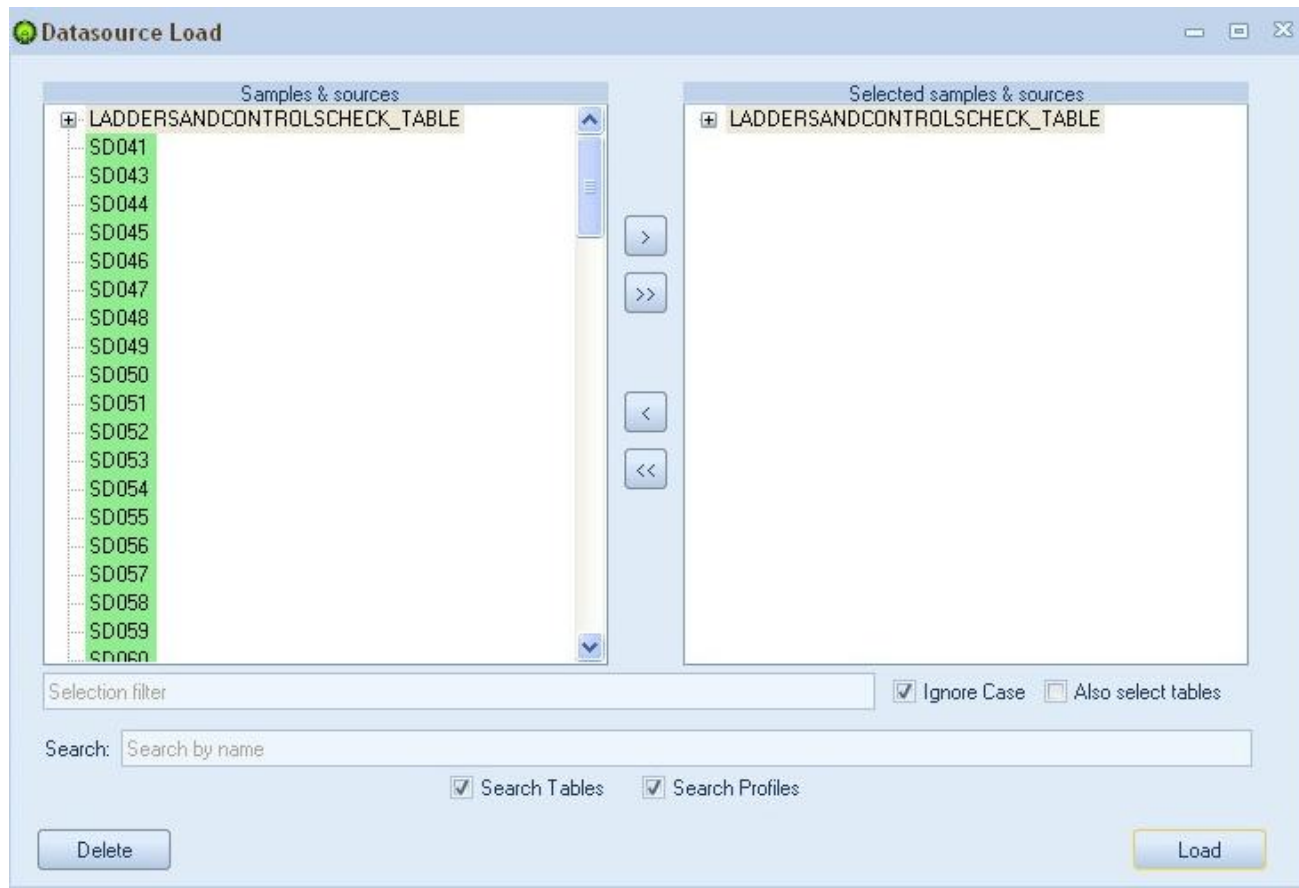 Datasource Load
Samples & sources
LADDERSANDCONTROLSCHECK_TABLE
SD041
SD043
SD044
SD045
SD046
SD047
SD048
SD049
SD050
SD051
SD052
SD053
SD054
SD055
SD056
SD057
SD058
SD059
SD060
>
>>
<
<<
Selected samples & sources
LADDERSANDCONTROLSCHECK_TABLE
Selection filter
Ignore Case
Also select tables
Search: Search by name
Search Tables
Search Profiles
Delete
Load